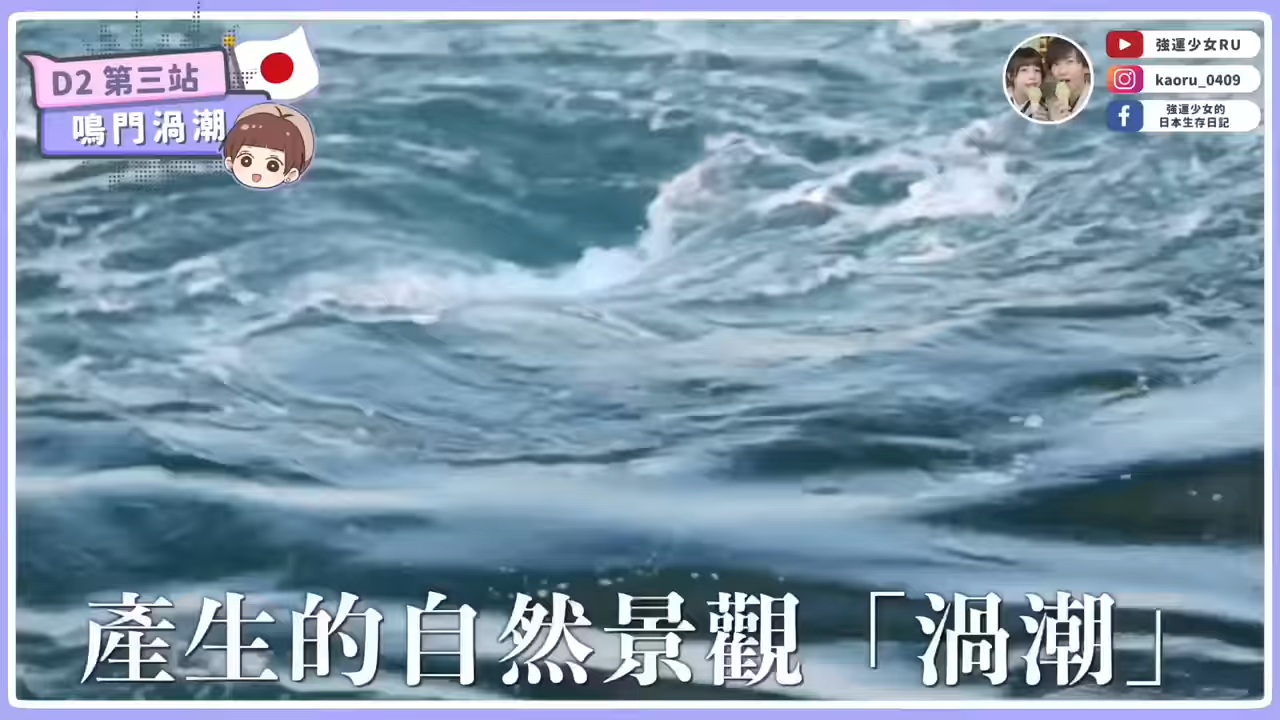 D2 第三站
鳴門渦潮
強運少女RU
kaoru_0409
強運少女的
日本生存日記
產生的自然景觀「渦潮」